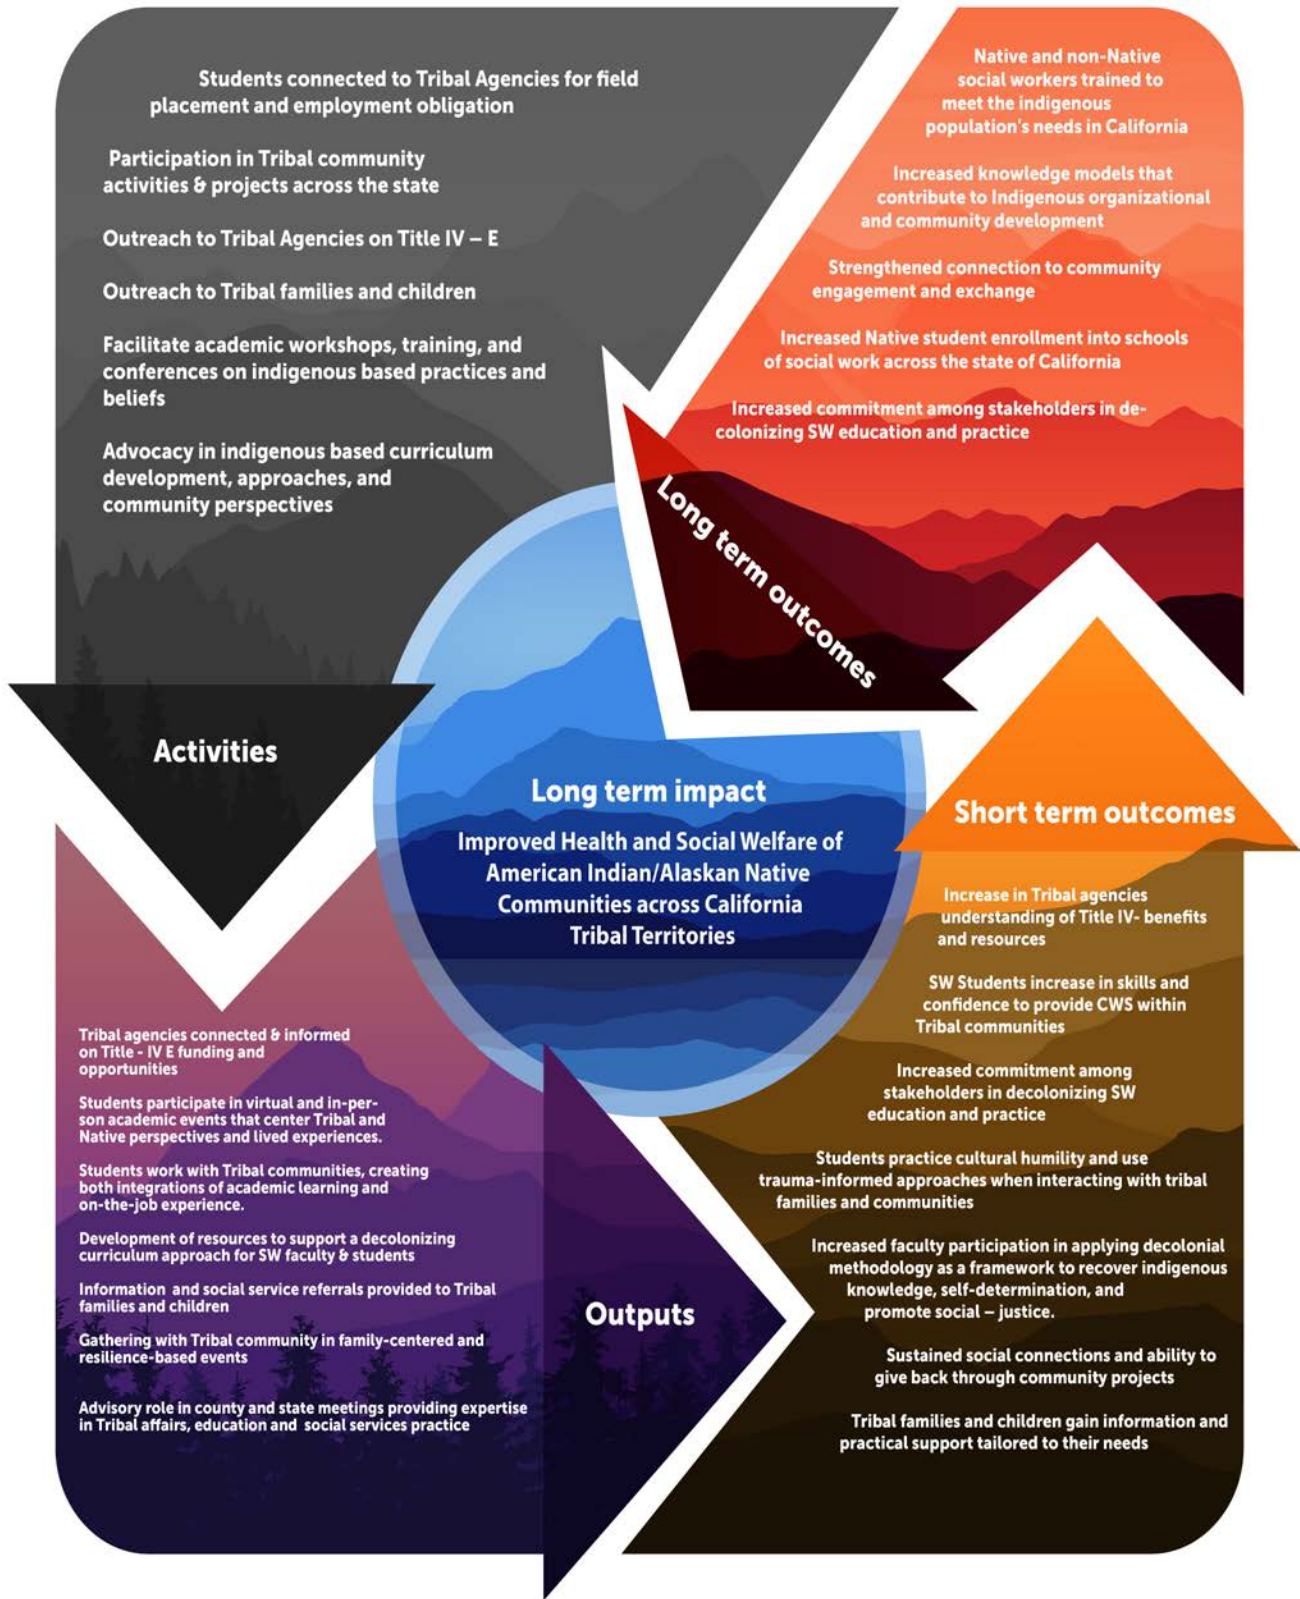 Students connected to Tribal Agencies for field
placement and employment obligation
Participation in Tribal community
activities & projects across the state
Outreach to Tribal Agencies on Title IV – E
Outreach to Tribal families and children
Facilitate academic workshops, training, and
conferences on indigenous based practices and
beliefs
Advocacy in indigenous based curriculum
development, approaches, and
community perspectives
Activities
Tribal agencies connected & informed
on Title - IV E funding and
opportunities
Students participate in virtual and in-per-
son academic events that center Tribal and
Native perspectives and lived experiences.
Students work with Tribal communities, creating
both integrations of academic learning and
on-the-job experience.
Development of resources to support a decolonizing
curriculum approach for SW faculty & students
Information and social service referrals provided to Tribal
families and children
Gathering with Tribal community in family-centered and
resilience-based events
Advisory role in county and state meetings providing expertise
in Tribal affairs, education and social services practice
Outputs
Short term outcomes
Increase in Tribal agencies
understanding of Title IV- benefits
and resources
SW Students increase in skills and
confidence to provide CWS within
Tribal communities
Increased commitment among
stakeholders in decolonizing SW
education and practice
Students practice cultural humility and use
trauma-informed approaches when interacting with tribal
families and communities
Increased faculty participation in applying decolonial
methodology as a framework to recover indigenous
knowledge, self-determination, and
promote social – justice.
Sustained social connections and ability to
give back through community projects
Tribal families and children gain information and
practical support tailored to their needs
Native and non-Native
social workers trained to
meet the indigenous
population's needs in California
Increased knowledge models that
contribute to Indigenous organizational
and community development
Strengthened connection to community
engagement and exchange
Increased Native student enrollment into schools
of social work across the state of California
Increased commitment among stakeholders in de-
colonizing SW education and practice
Long term outcomes
Long term impact
Improved Health and Social Welfare of
American Indian/Alaskan Native
Communities across California
Tribal Territories